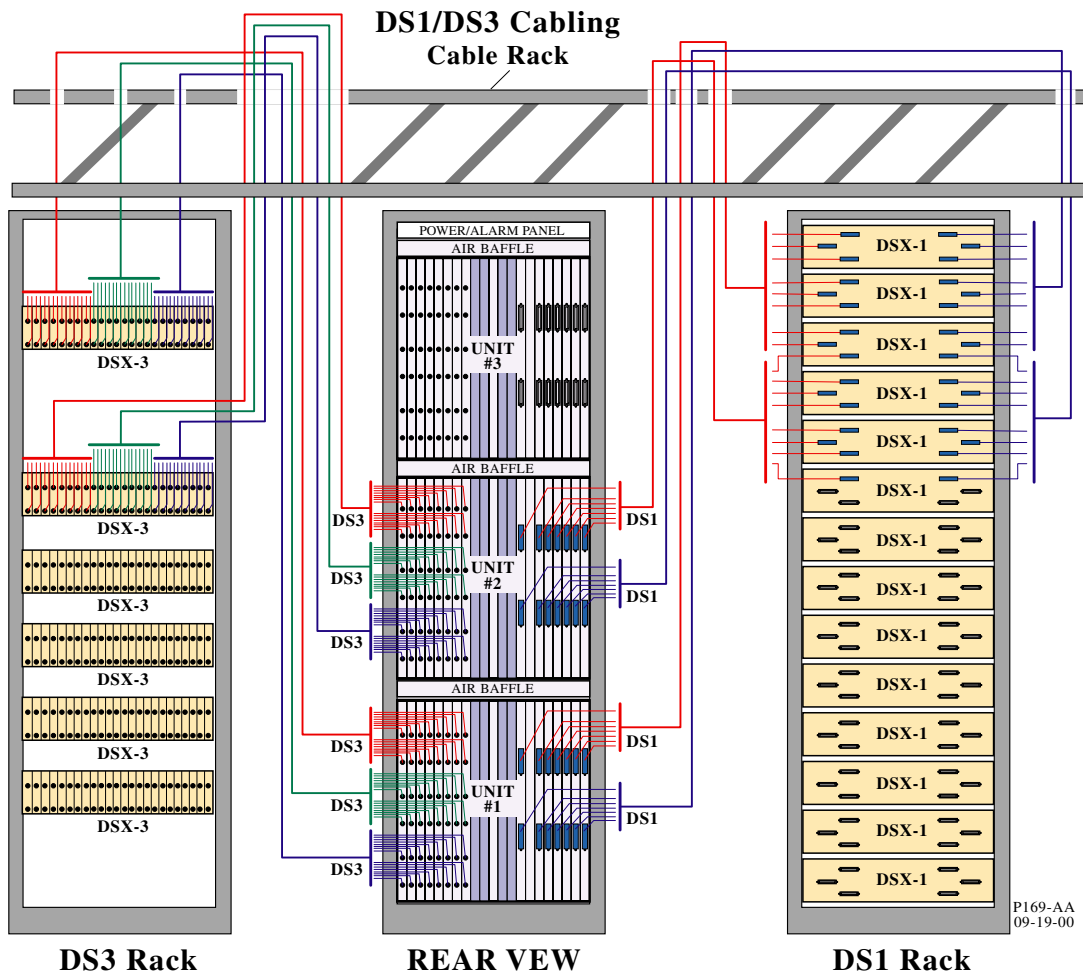 DS1/DS3 Cabling
Cable Rack
DSX-3
DSX-3
DSX-3
DSX-3
DSX-3
DSX-3
DS3 Rack
POWER/ALARM PANEL
AIR BAFFLE
UNIT
#3
AIR BAFFLE
DS3
DS3
DS3
UNIT
#2
DS1
DS1
AIR BAFFLE
DS3
DS3
DS3
UNIT
#1
DS1
DS1
REAR VEW
DSX-1
DSX-1
DSX-1
DSX-1
DSX-1
DSX-1
DSX-1
DSX-1
DSX-1
DSX-1
DSX-1
DSX-1
DSX-1
DSX-1
P169-AA
09-19-00
DS1 Rack